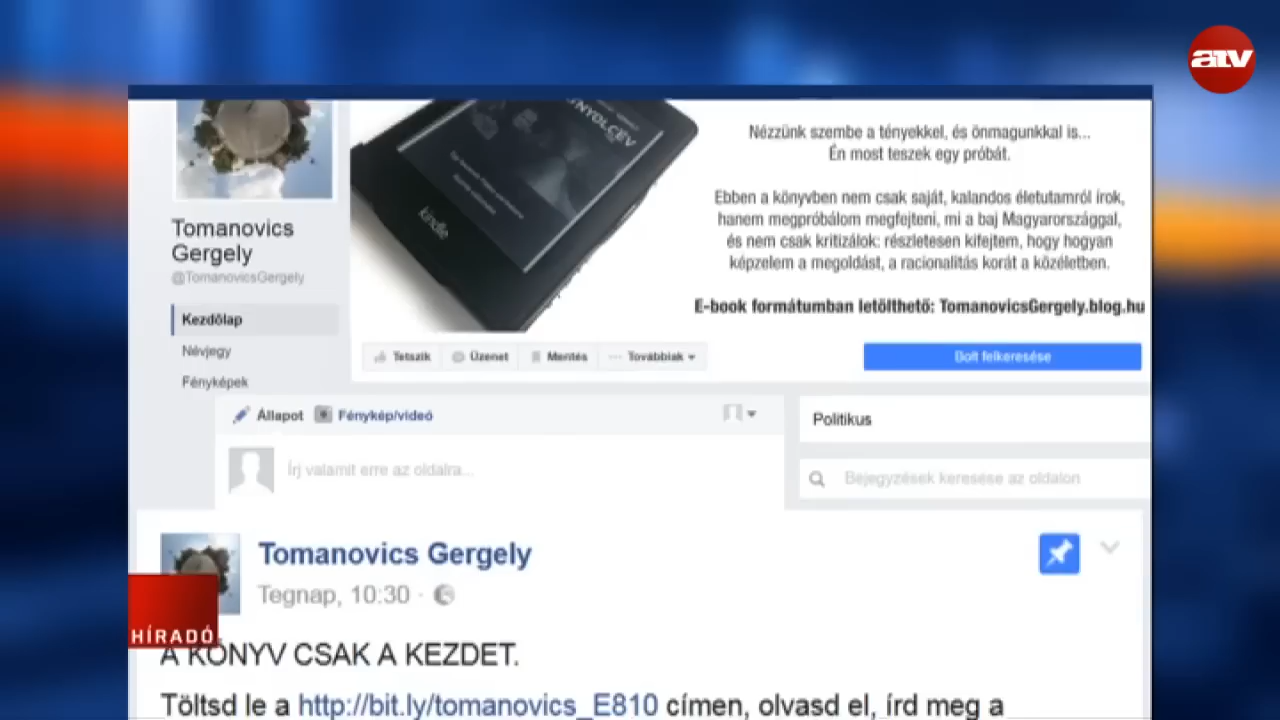 atv
NYOLCÉV
kindle
Nézzünk szembe a tényekkel, és önmagunkkal is...
Én most teszek egy próbát.
Ebben a könyvben nem csak saját, kalandos életutamról írok,
hanem megpróbálom megfejteni, mi a baj Magyarországgal,
és nem csak kritizálok: részletesen kifejtem, hogy hogyan
képzelem a megoldást, a racionalitás korát a közéletben.
E-book formátumban letölthető: TomanovicsGergely.blog.hu
Tomanovics
Gergely
@TomanovicsGergely
Kezdőlap
Névjegy
Fényképek
Tetszik Üzenet Mentés Továbbiak
Bolt felkeresése
Állapot Fénykép/videó
Írj valamit erre az oldalra...
Politikus
Bejegyzések keresése az oldalon
Tomanovics Gergely
Tegnap, 10:30 ·
HÍRADÓ
A KÖNYV CSAK A KEZDET.
Töltsd le a http://bit.ly/tomanovics_E810 címen, olvasd el, írd meg a